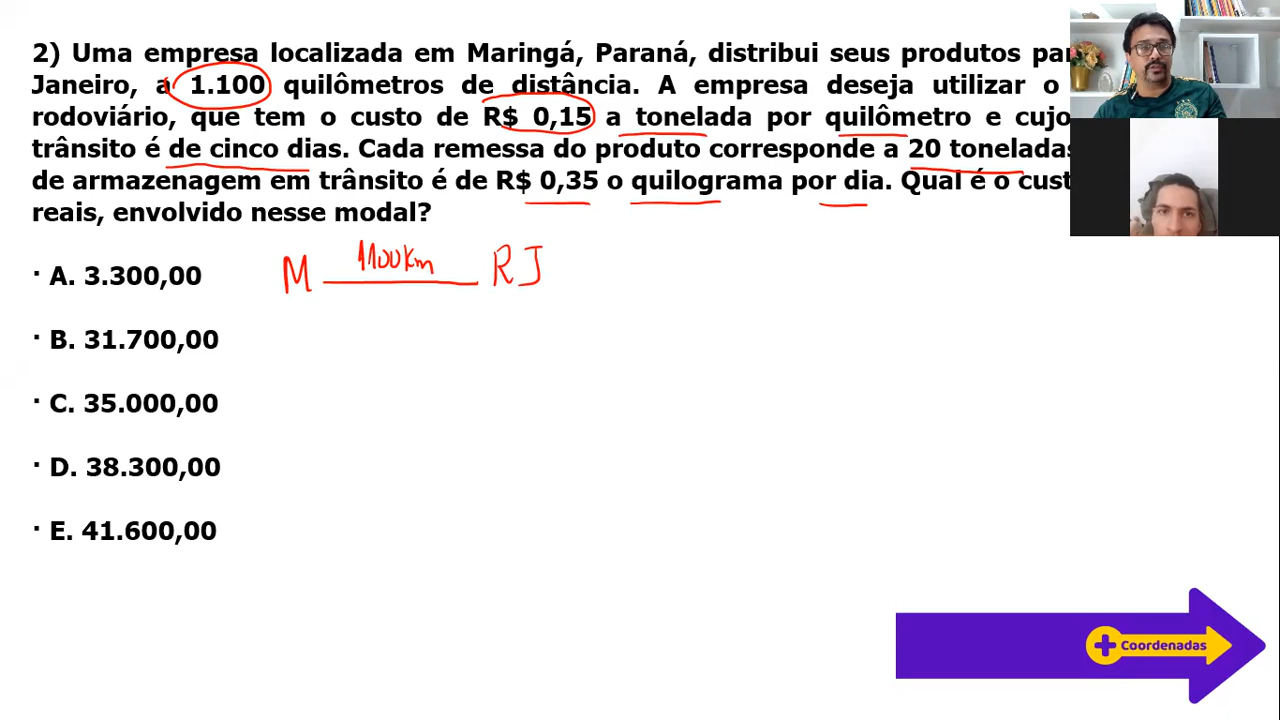 2) Uma empresa localizada em Maringá, Paraná, distribui seus produtos
Janeiro, a 1.100 quilômetros de distância. A empresa deseja utilizar o
rodoviário, que tem o custo de R$ 0,15 a tonelada por quilômetro e cujo
trânsito é de cinco dias. Cada remessa do produto corresponde a 20 toneladas
de armazenagem em trânsito é de R$ 0,35 o quilograma por dia. Qual é o
reais, envolvido nesse modal?
· A. 3.300,00
M 1100km RJ
· B. 31.700,00
· C. 35.000,00
· D. 38.300,00
· E. 41.600,00
+ Coordenadas